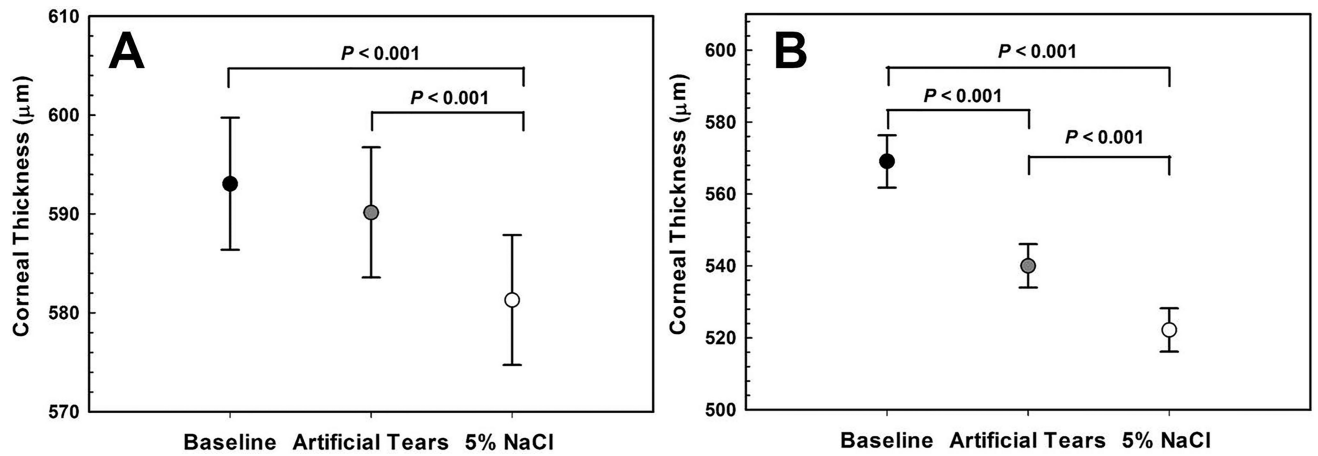 A
Corneal Thickness (μm)
610
600
590
580
570
P < 0.001
P < 0.001
Baseline Artificial Tears 5% NaCl
B
Corneal Thickness (μm)
600
580
560
540
520
500
P < 0.001
P < 0.001
P < 0.001
Baseline Artificial Tears 5% NaCl